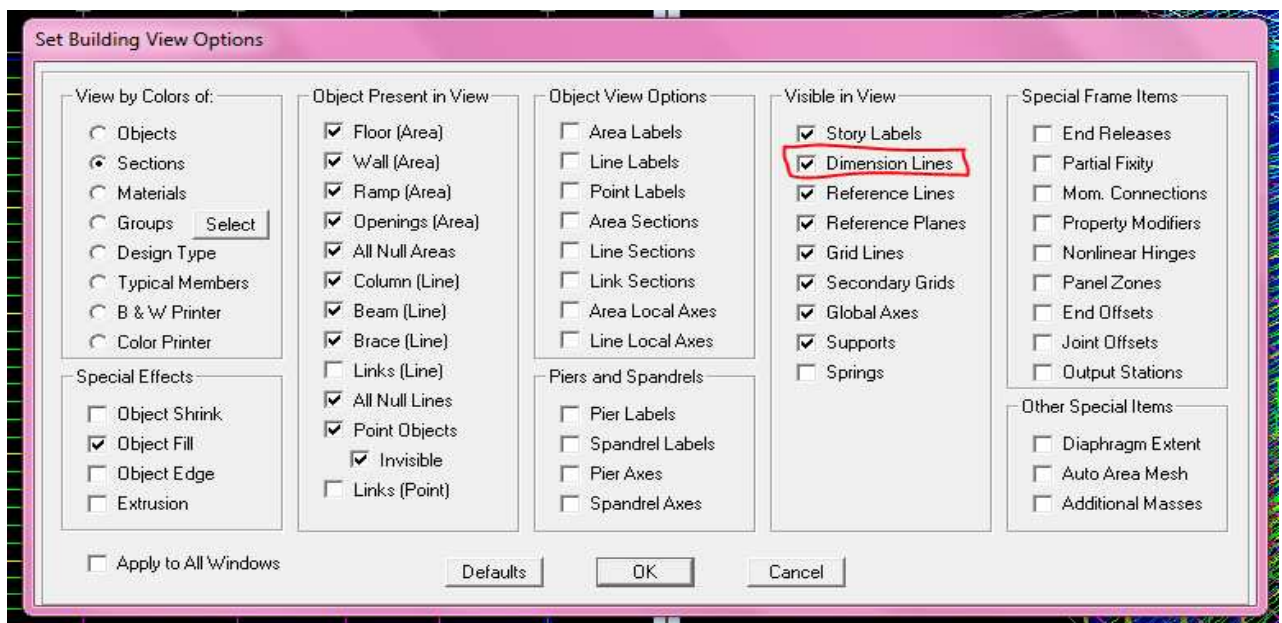 Set Building View Options
View by Colors of:
Objects
Sections
Materials
Groups
Select
Design Type
Typical Members
B & W Printer
Color Printer
Special Effects
Object Shrink
Object Fill
Object Edge
Extrusion
Object Present in View
Floor (Area)
Wall (Area)
Ramp (Area)
Openings (Area)
All Null Areas
Column (Line)
Beam (Line)
Brace (Line)
Links (Line)
All Null Lines
Point Objects
Invisible
Links (Point)
Object View Options
Area Labels
Line Labels
Point Labels
Area Sections
Line Sections
Link Sections
Area Local Axes
Line Local Axes
Piers and Spandrels
Pier Labels
Spandrel Labels
Pier Axes
Spandrel Axes
Visible in View
Story Labels
Dimension Lines
Reference Lines
Reference Planes
Grid Lines
Secondary Grids
Global Axes
Supports
Springs
Special Frame Items
End Releases
Partial Fixity
Mom. Connections
Property Modifiers
Nonlinear Hinges
Panel Zones
End Offsets
Joint Offsets
Output Stations
Other Special Items
Diaphragm Extent
Auto Area Mesh
Additional Masses
Apply to All Windows
Defaults
OK
Cancel